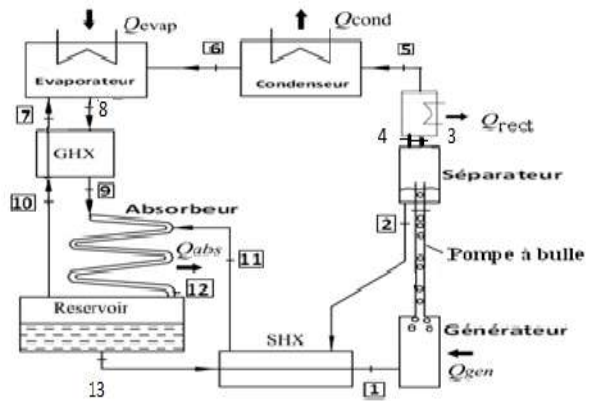 Qevap
Qcond
6
5
Evaporateur
Condenseur
7
8
4
3
Qrect
GHX
Séparateur
9
10
Absorbeur
2
Qabs
11
Pompe à bulle
12
Reservoir
SHX
Générateur
13
1
Qgen